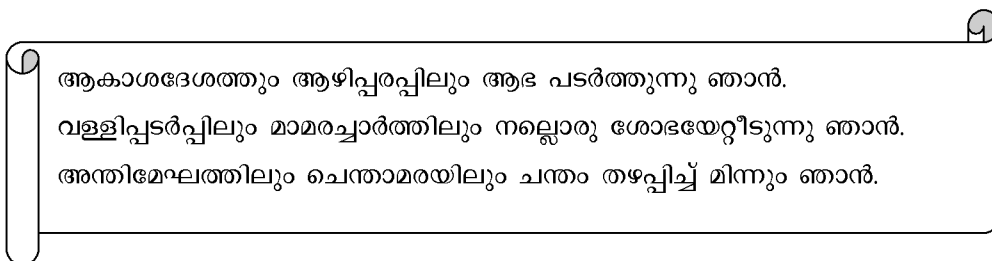 ആകാശദേശത്തും ആഴിപ്പരപ്പിലും ആഭ പടർത്തുന്നു ഞാൻ.
വള്ളിപ്പടർപ്പിലും മാമരച്ചാർത്തിലും നല്ലൊരു ശോഭയേറ്റീടുന്നു ഞാൻ.
അന്തിമേഘത്തിലും ചെന്താമരയിലും ചന്തം തഴപ്പിച്ച് മിന്നും ഞാൻ.